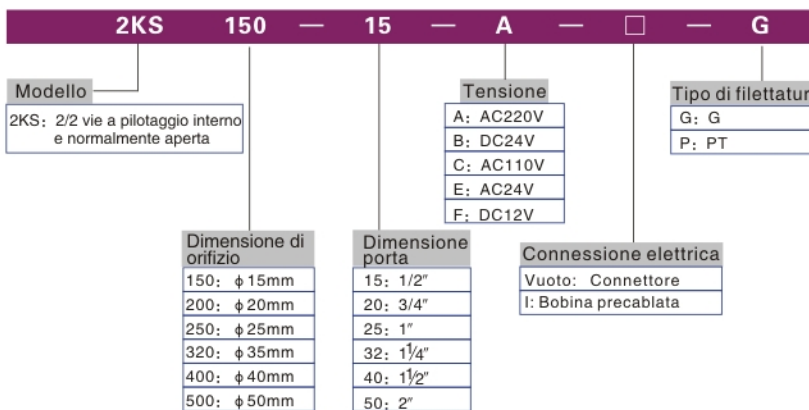 2KS 150 — 15 — A — □ — G
Modello
2KS: 2/2 vie a pilotaggio interno
e normalmente aperta
Dimensione di
orifizio
150: ϕ15mm
200: ϕ20mm
250: ϕ25mm
320: ϕ35mm
400: ϕ40mm
500: ϕ50mm
Dimensione
porta
15: 1/2″
20: 3/4″
25: 1″
32: 1¼″
40: 1½″
50: 2″
Tensione
A: AC220V
B: DC24V
C: AC110V
E: AC24V
F: DC12V
Connessione elettrica
Vuoto: Connettore
I: Bobina precablata
Tipo di filettatur
G: G
P: PT